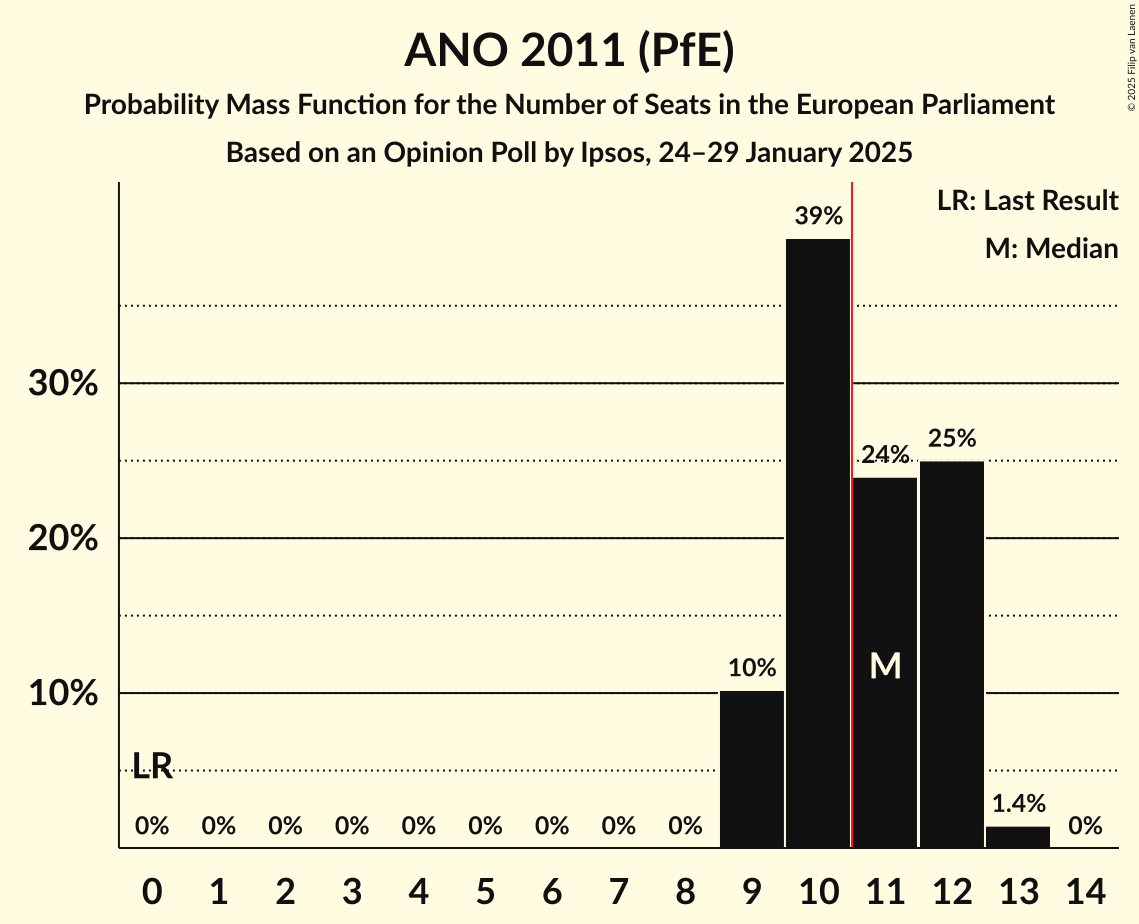 ANO 2011 (PfE)
Probability Mass Function for the Number of Seats in the European Parliament
Based on an Opinion Poll by Ipsos, 24–29 January 2025
© 2025 Filip van Laenen
LR: Last Result
M: Median
39%
30%
25%
24%
20%
M
10%
10%
LR
1.4%
0% 0% 0% 0% 0% 0% 0% 0% 0% 0%
0 1 2 3 4 5 6 7 8 9 10 11 12 13 14